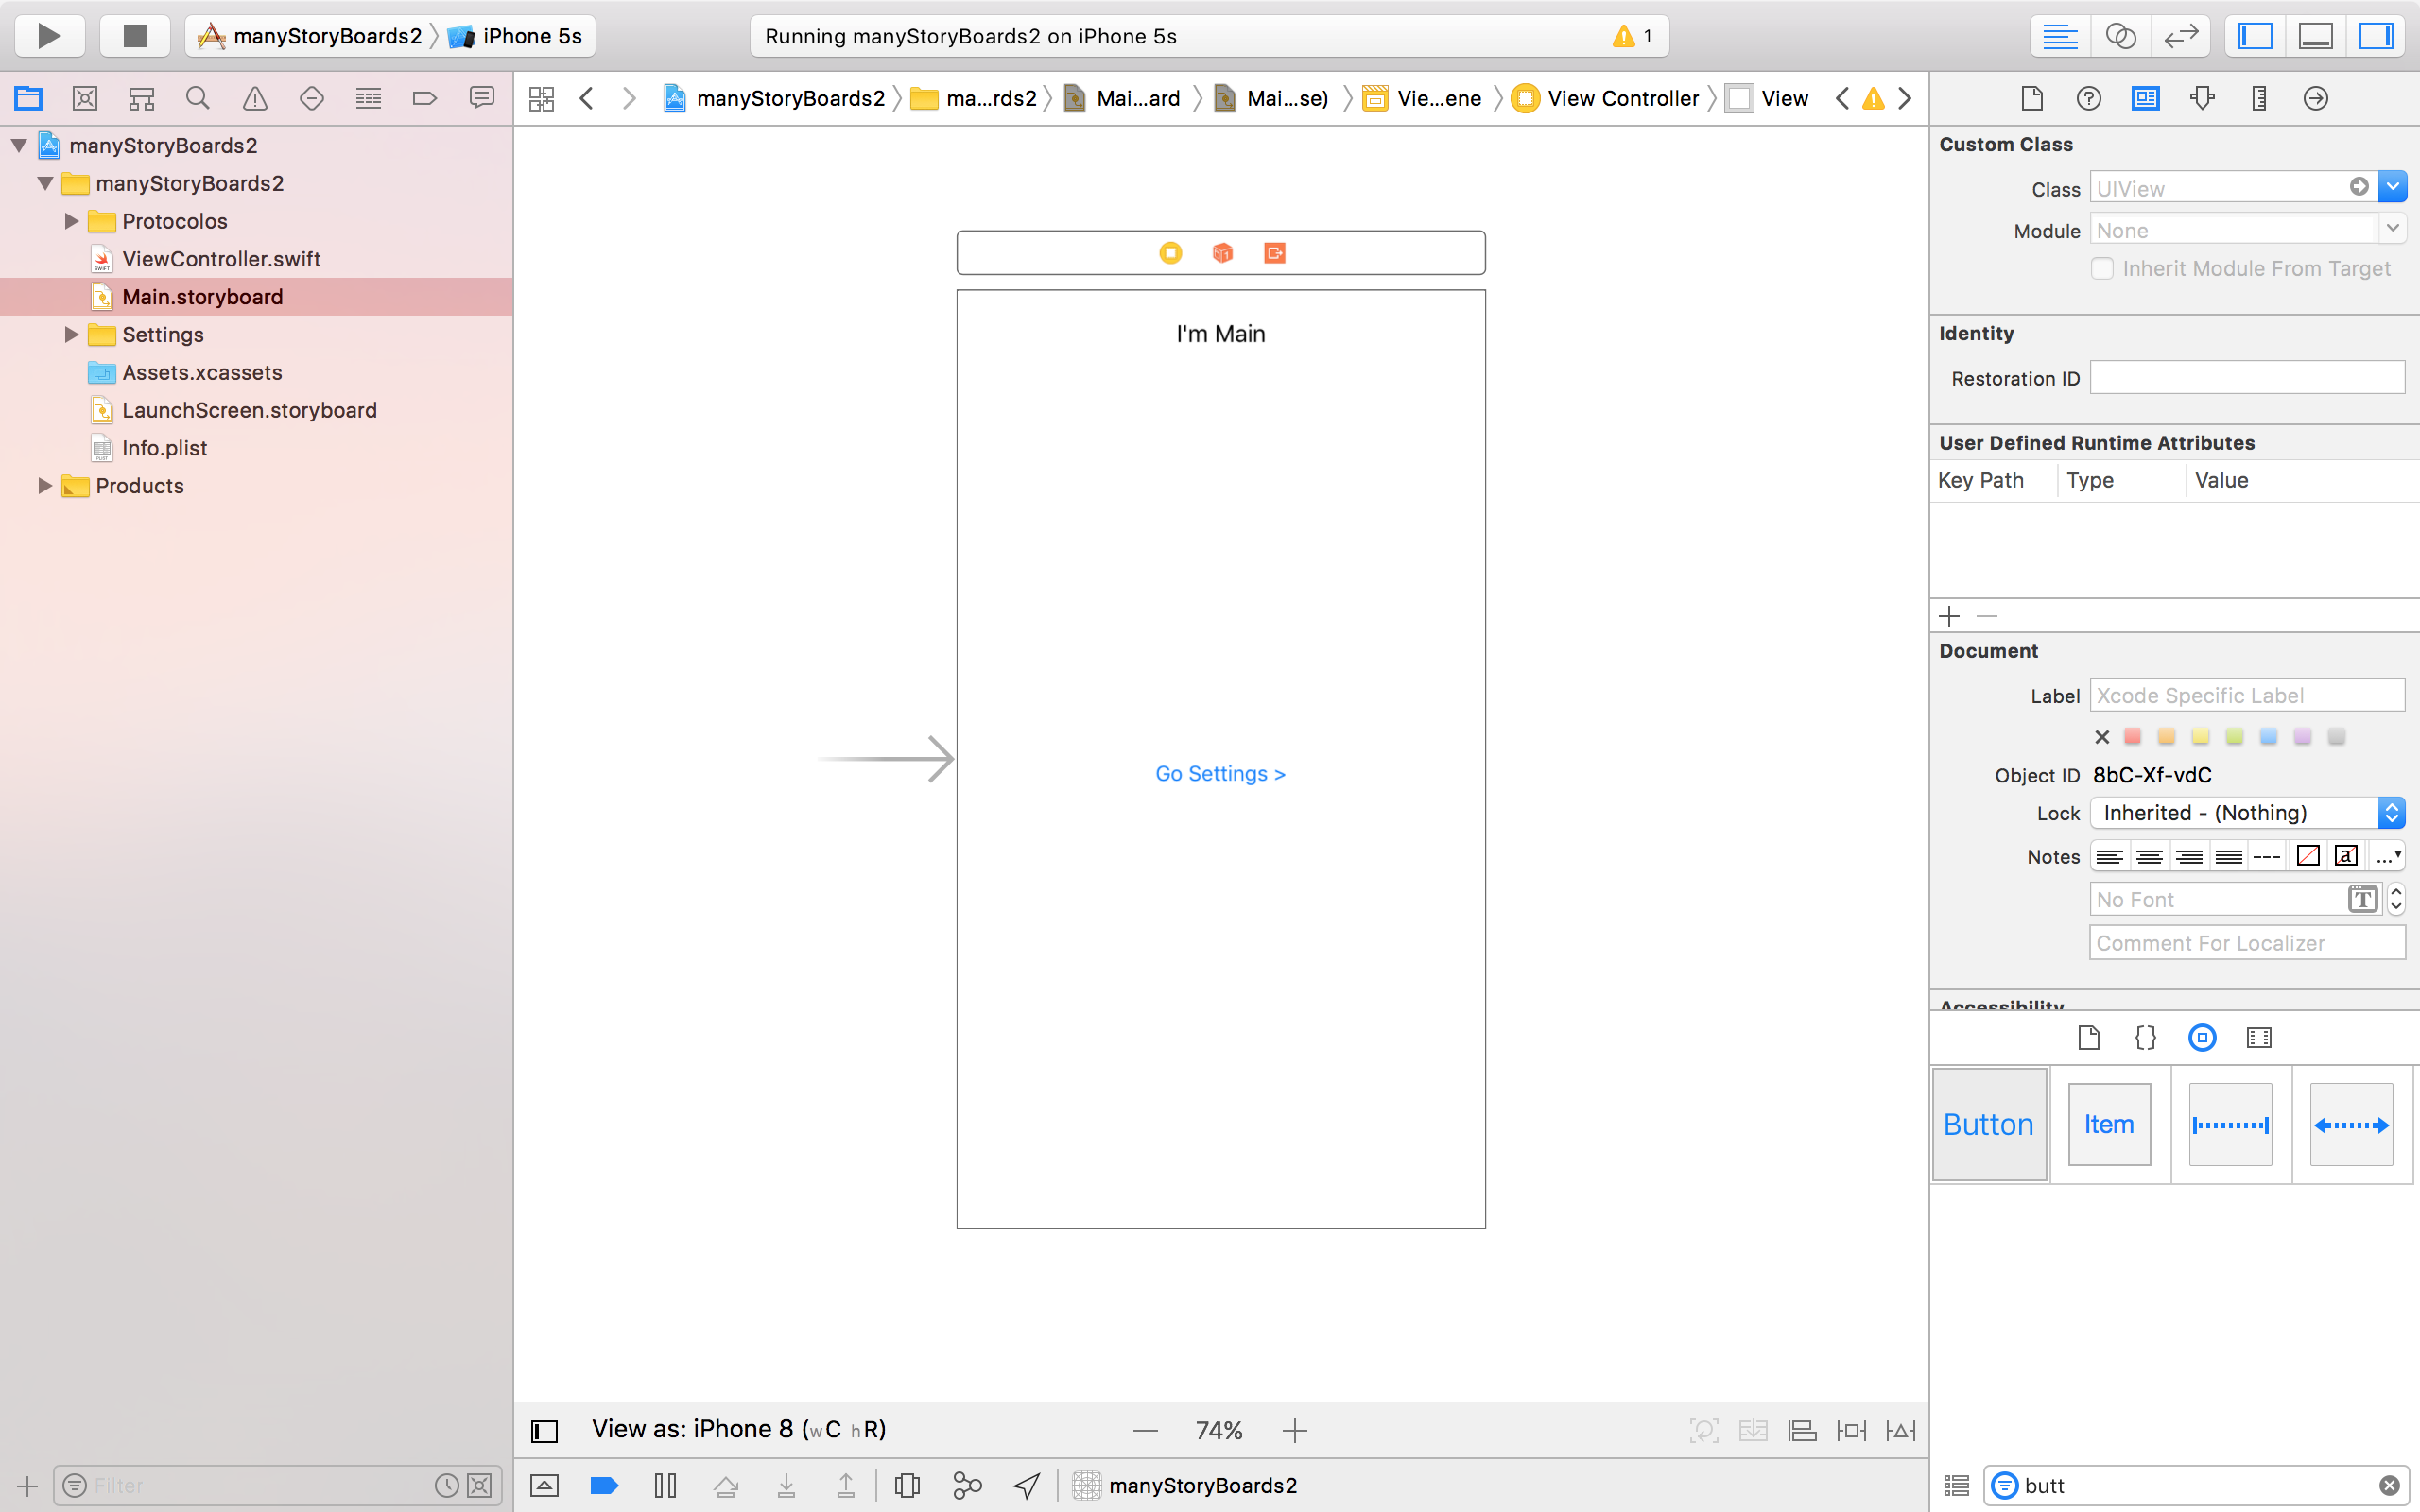 manyStoryBoards2 iPhone 5s
Running manyStoryBoards2 on iPhone 5s 1
manyStoryBoards2 ma...rds2 Mai...ard Mai...se) Vie...ene View Controller View
manyStoryBoards2
manyStoryBoards2
Protocolos
ViewController.swift
Main.storyboard
Settings
Assets.xcassets
LaunchScreen.storyboard
Info.plist
Products
Filter
I'm Main
Go Settings >
View as: iPhone 8 (wC hR)
74%
manyStoryBoards2
Custom Class
Class UIView
Module None
Inherit Module From Target
Identity
Restoration ID
User Defined Runtime Attributes
Key Path Type Value
Document
Label Xcode Specific Label
Object ID 8bC-Xf-vdC
Lock Inherited - (Nothing)
Notes
No Font
Comment For Localizer
Accessibility
Button Item
butt